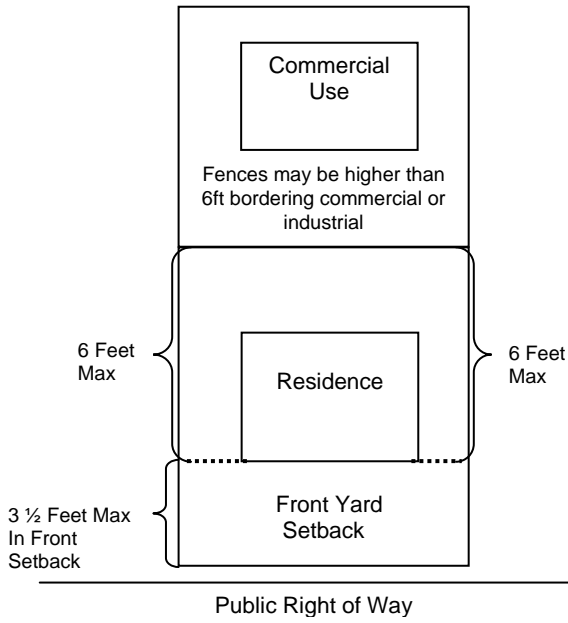 Commercial
Use
Fences may be higher than
6ft bordering commercial or
industrial
6 Feet
Max
6 Feet
Max
Residence
3 ½ Feet Max
In Front
Setback
Front Yard
Setback
Public Right of Way